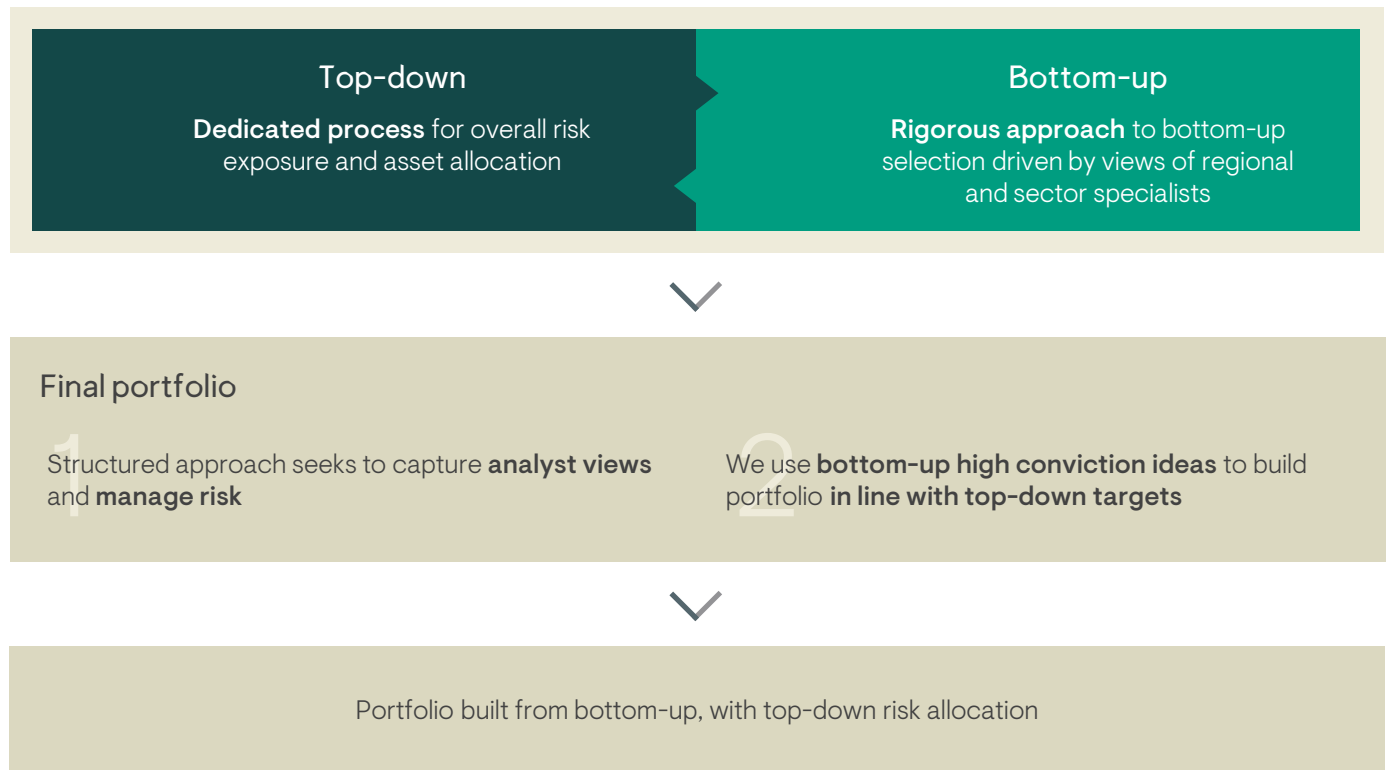 Top-down
Dedicated process for overall risk
exposure and asset allocation
Bottom-up
Rigorous approach to bottom-up
selection driven by views of regional
and sector specialists
Final portfolio
1
Structured approach seeks to capture analyst views
and manage risk
2
We use bottom-up high conviction ideas to build
portfolio in line with top-down targets
Portfolio built from bottom-up, with top-down risk allocation